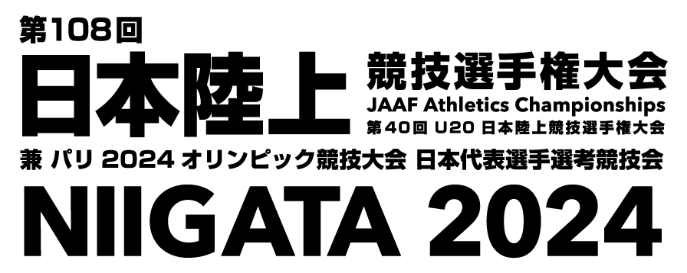 第108回
日本陸上
競技選手権大会
JAAF Athletics Championships
第40回 U20 日本陸上競技選手権大会
兼 パリ 2024 オリンピック競技大会 日本代表選手選考競技会
NIIGATA 2024